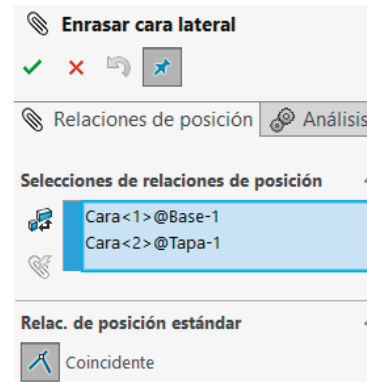 Enrasar cara lateral
Relaciones de posición Análisis
Selecciones de relaciones de posición
Cara<1>@Base-1
Cara<2>@Tapa-1
Relac. de posición estándar
Coincidente